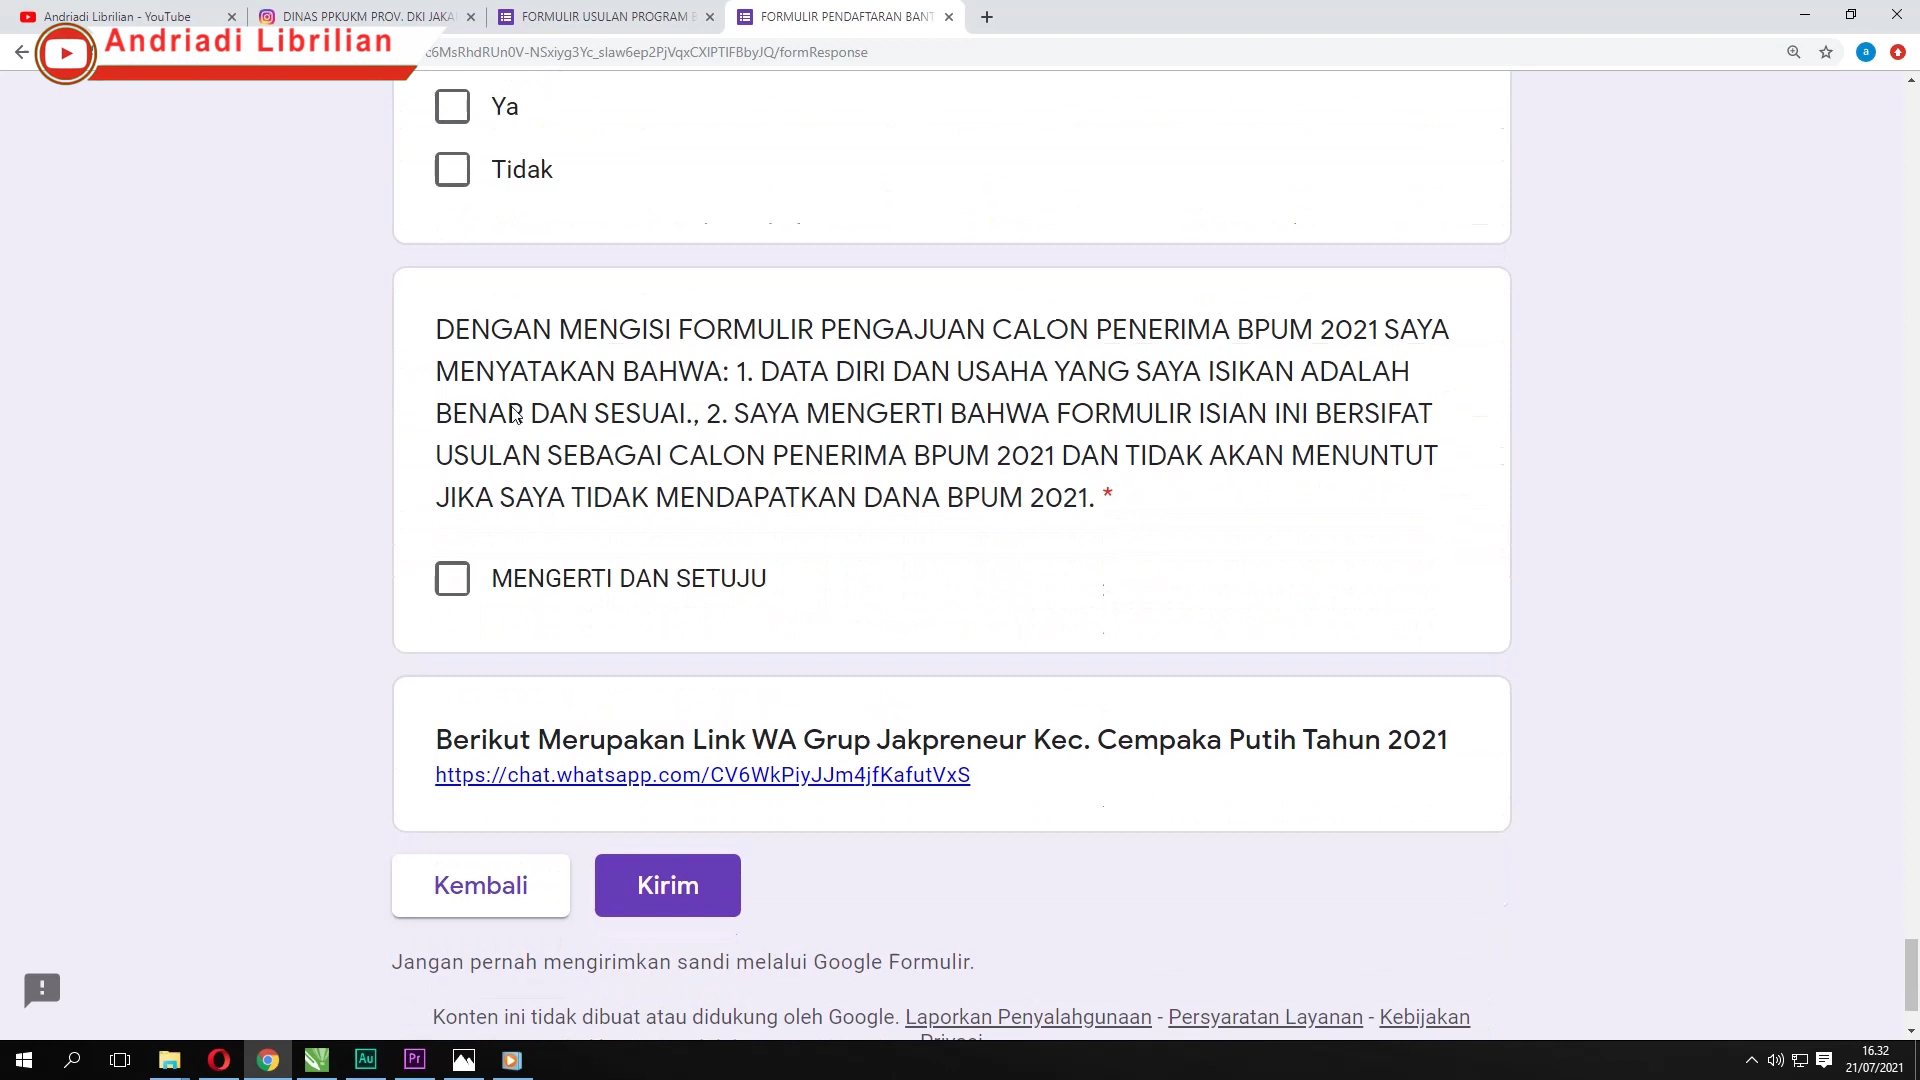 Andriadi Librilian - YouTube
DINAS PPKUKM PROV. DKI JAKA
FORMULIR USULAN PROGRAM B
FORMULIR PENDAFTARAN BANT
Andriadi Librilian
c6MsRhdRUn0V-NSxiyg3Yc_slaw6ep2PjVqxCXlPTIFBbyJQ/formResponse
a
Ya
Tidak
DENGAN MENGISI FORMULIR PENGAJUAN CALON PENERIMA BPUM 2021 SAYA
MENYATAKAN BAHWA: 1. DATA DIRI DAN USAHA YANG SAYA ISIKAN ADALAH
BENAR DAN SESUAI., 2. SAYA MENGERTI BAHWA FORMULIR ISIAN INI BERSIFAT
USULAN SEBAGAI CALON PENERIMA BPUM 2021 DAN TIDAK AKAN MENUNTUT
JIKA SAYA TIDAK MENDAPATKAN DANA BPUM 2021. *
MENGERTI DAN SETUJU
Berikut Merupakan Link WA Grup Jakpreneur Kec. Cempaka Putih Tahun 2021
https://chat.whatsapp.com/CV6WkPiyJJm4jfKafutVxS
Kembali
Kirim
Jangan pernah mengirimkan sandi melalui Google Formulir.
Konten ini tidak dibuat atau didukung oleh Google. Laporkan Penyalahgunaan - Persyaratan Layanan - Kebijakan
Privasi
Au
Pr
16.32
21/07/2021